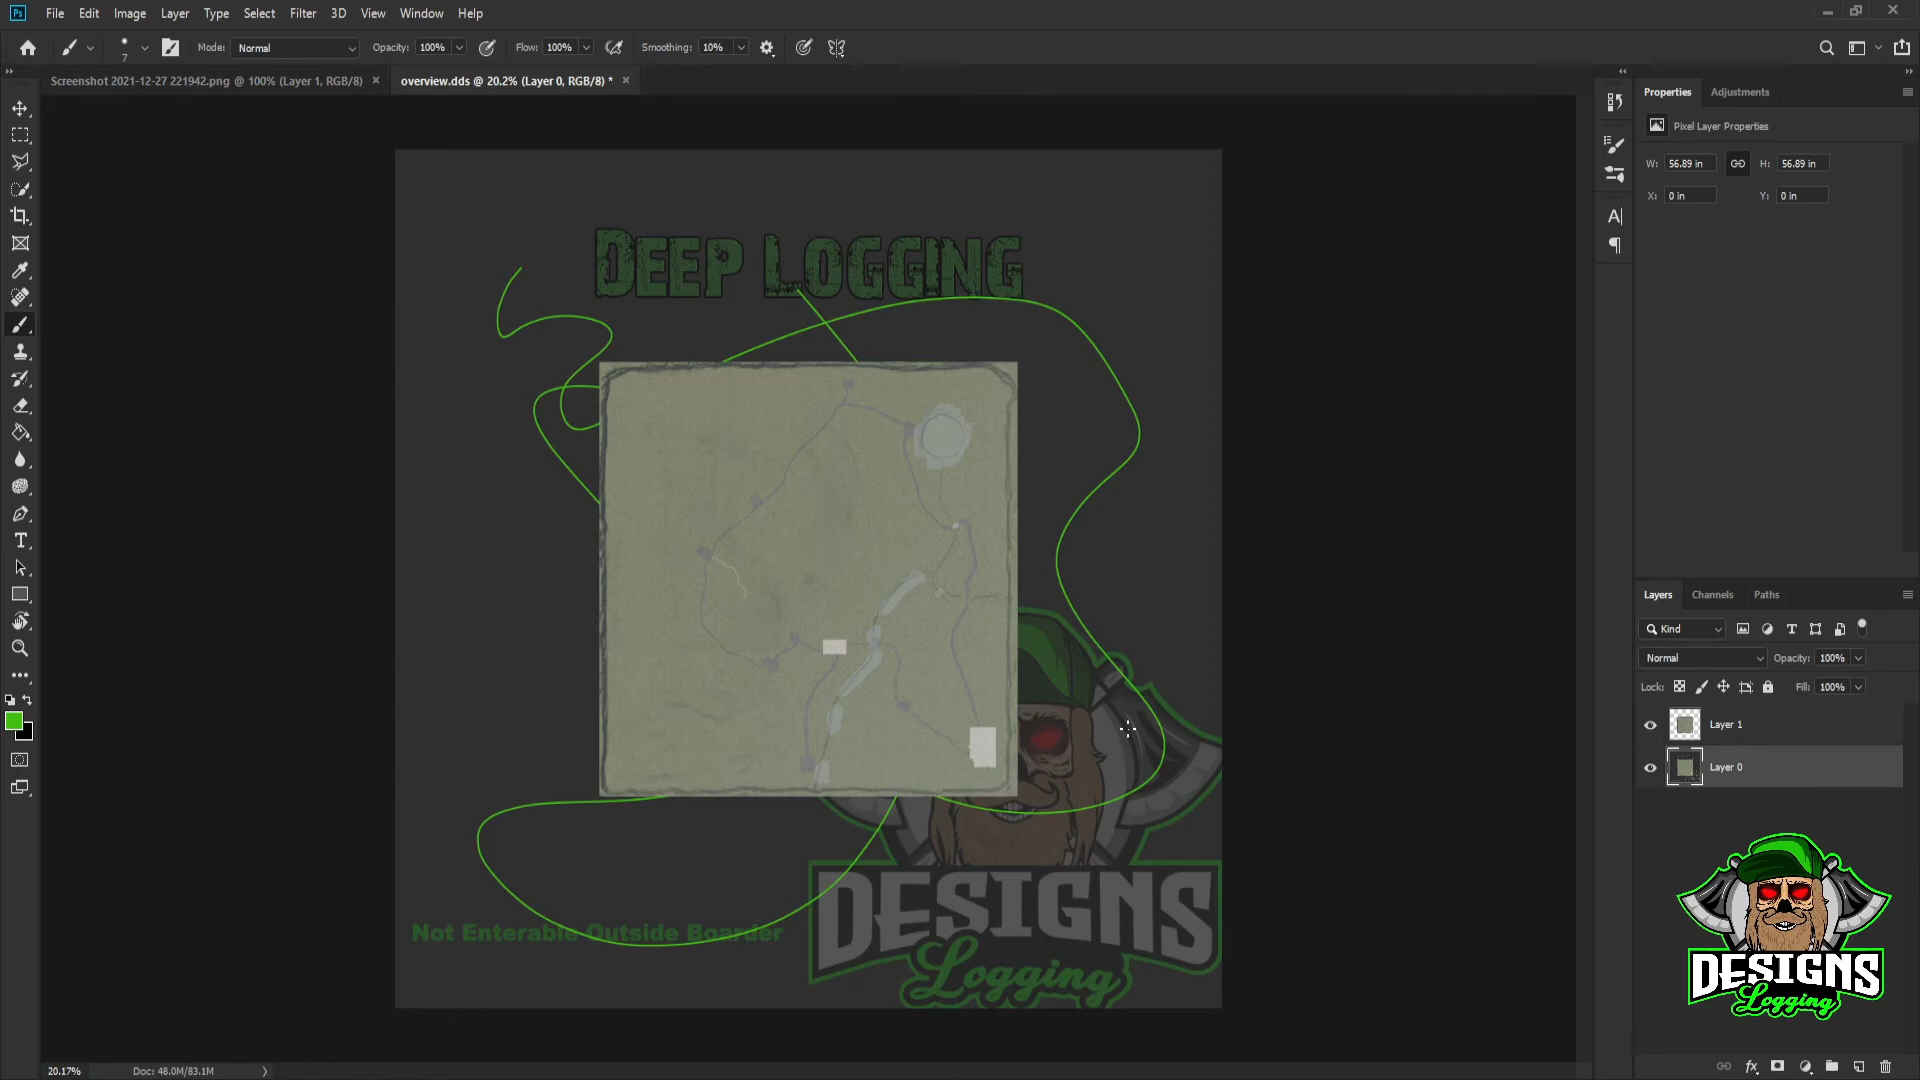 Ps File Edit Image Layer Type Select Filter 3D View Window Help
7 Mode: Normal Opacity: 100% Flow: 100% Smoothing: 10%
Screenshot 2021-12-27 221942.png @ 100% (Layer 1, RGB/8) × overview.dds @ 20.2% (Layer 0, RGB/8) * ×
Properties Adjustments
Pixel Layer Properties
W: 56.89 in H: 56.89 in
X: 0 in Y: 0 in
DEEP LOGGING
Layers Channels Paths
Kind
Normal Opacity: 100%
Lock: Fill: 100%
Layer 1
Layer 0
Not Enterable Outside Boarder
DESIGNS
Logging
DESIGNS
Logging
20.17% Doc: 48.0M/83.1M